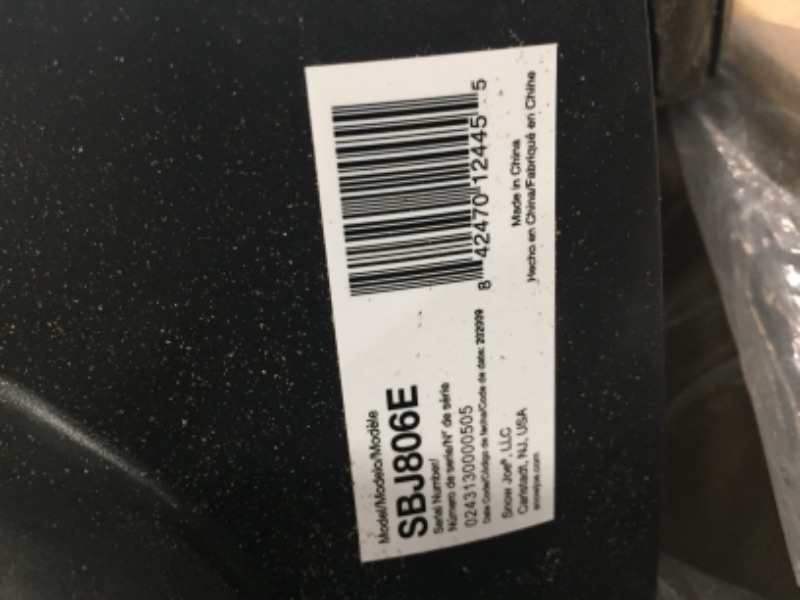 Model/Modelo/Modèle
SBJ806E
Serial Number/
Número de serie/N° de série
0243130000505
Date Code/Código de fecha/Code de date: 202009
Snow Joe®, LLC
Carlstadt, NJ, USA
snowjoe.com
8 42470 12445 5
Made in China
Hecho en China/Fabriqué en Chine